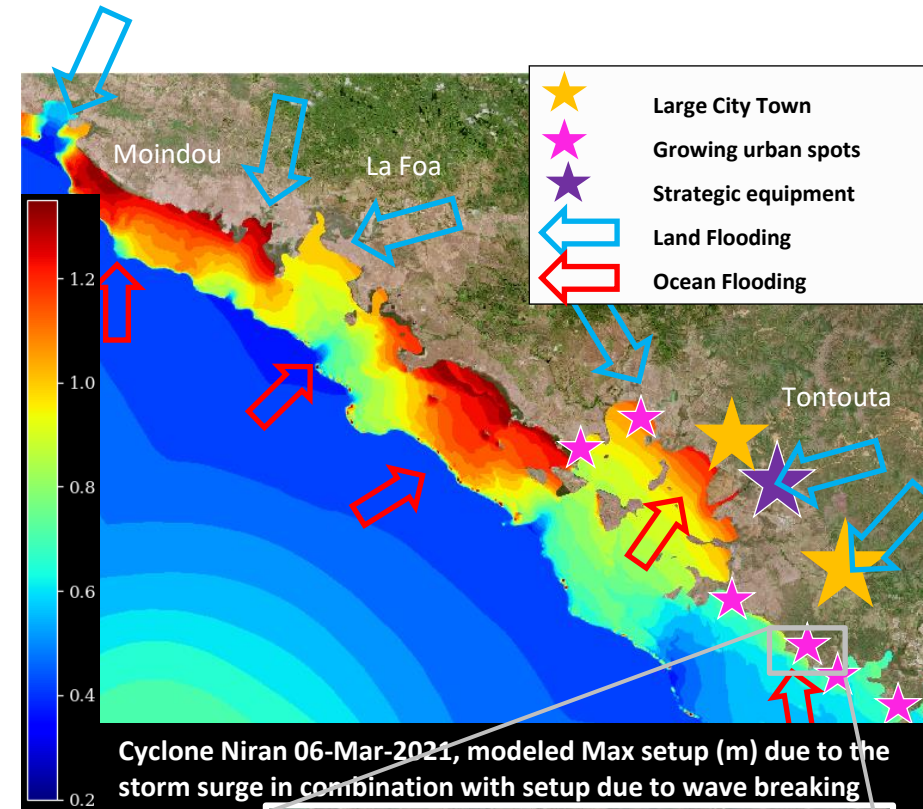 Moindou
La Foa
Large City Town
Growing urban spots
Strategic equipment
Land Flooding
Ocean Flooding
Tontouta
1.2
1.0
0.8
0.6
0.4
0.2
Cyclone Niran 06-Mar-2021, modeled Max setup (m) due to the
storm surge in combination with setup due to wave breaking